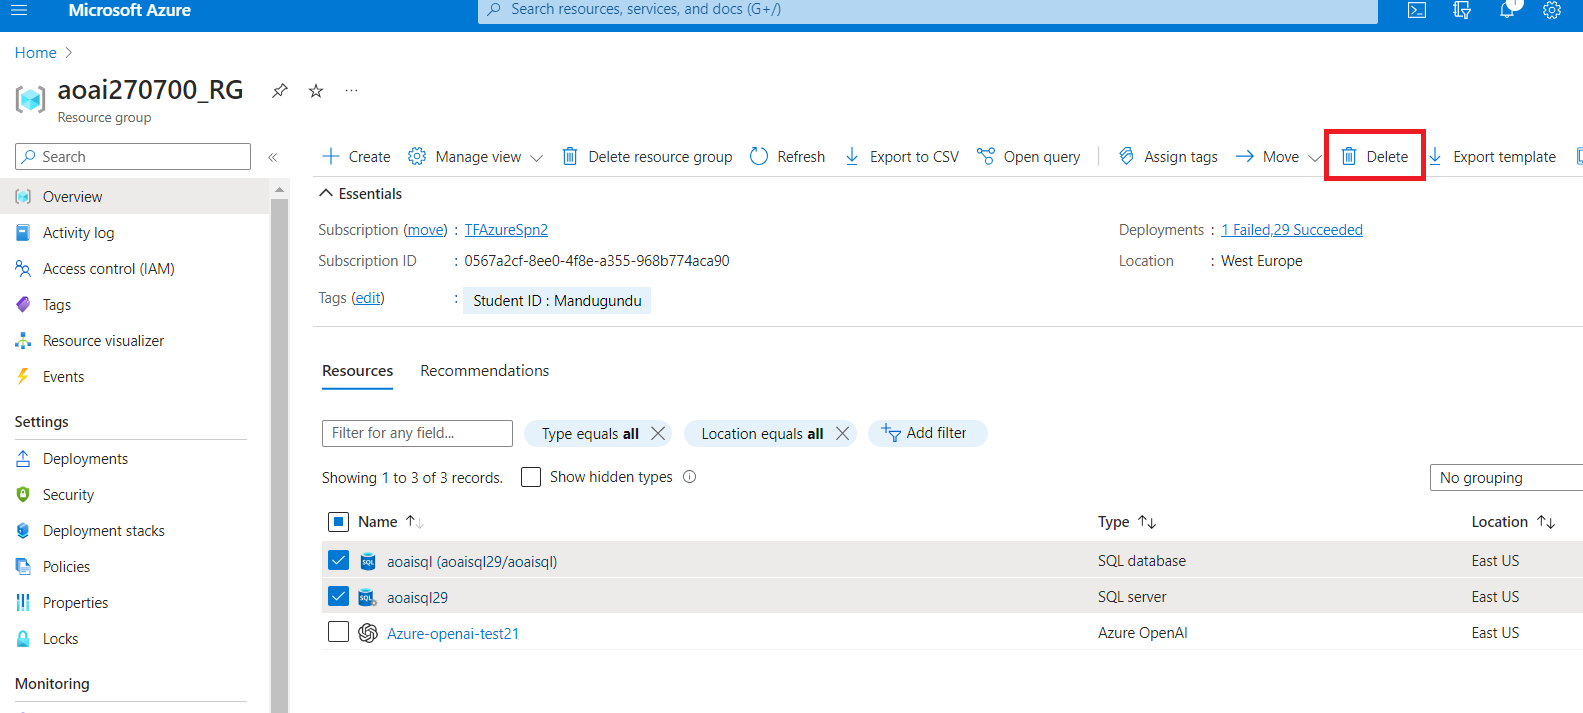 Microsoft Azure
Search resources, services, and docs (G+/)
1
Home
aoai270700_RG
Resource group
Search
Create Manage view Delete resource group Refresh Export to CSV Open query Assign tags Move Delete Export template
Overview
Activity log
Access control (IAM)
Tags
Resource visualizer
Events
Settings
Deployments
Security
Deployment stacks
Policies
Properties
Locks
Monitoring
Essentials
Subscription (move) : TFAzureSpn2
Subscription ID : 0567a2cf-8ee0-4f8e-a355-968b774aca90
Tags (edit) : Student ID : Mandugundu
Deployments : 1 Failed,29 Succeeded
Location : West Europe
Resources Recommendations
Filter for any field... Type equals all Location equals all Add filter
Showing 1 to 3 of 3 records. Show hidden types
No grouping
Name Type Location
aoaisql (aoaisql29/aoaisql) SQL database East US
aoaisql29 SQL server East US
Azure-openai-test21 Azure OpenAI East US